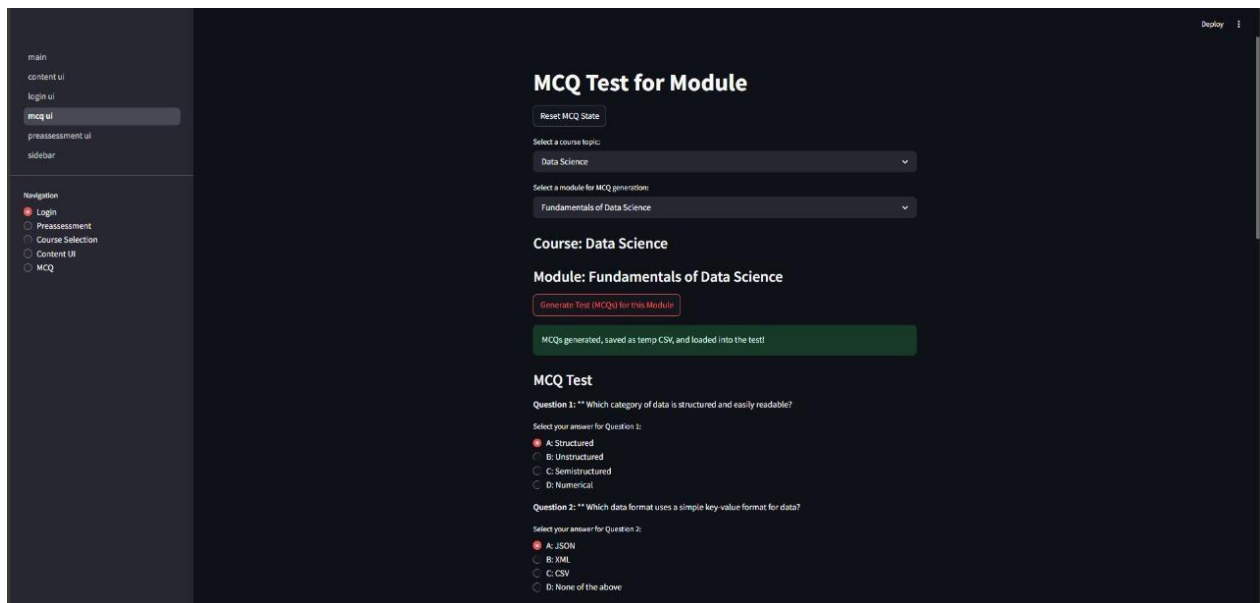 Deploy
main
content ui
login ui
mcq ui
preassessment ui
sidebar
Navigation
Login
Preassessment
Course Selection
Content UI
MCQ
MCQ Test for Module
Reset MCQ State
Select a course topic:
Data Science
Select a module for MCQ generation:
Fundamentals of Data Science
Course: Data Science
Module: Fundamentals of Data Science
Generate Test (MCQs) for this Module
MCQs generated, saved as temp CSV, and loaded into the test!
MCQ Test
Question 1: ** Which category of data is structured and easily readable?
Select your answer for Question 1:
A: Structured
B: Unstructured
C: Semistructured
D: Numerical
Question 2: ** Which data format uses a simple key-value format for data?
Select your answer for Question 2:
A: JSON
B: XML
C: CSV
D: None of the above